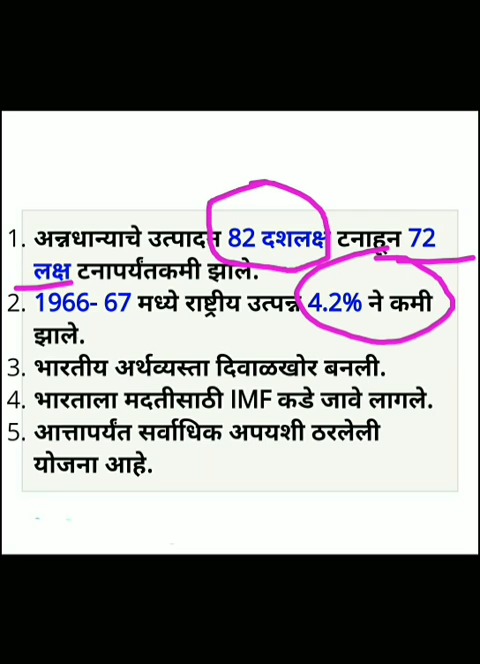 1. अन्नधान्याचे उत्पादन 82 दशलक्ष टनाहून 72
लक्ष टनापर्यंतकमी झाले.
2. 1966- 67 मध्ये राष्ट्रीय उत्पन्न 4.2% ने कमी
झाले.
3. भारतीय अर्थव्यस्ता दिवाळखोर बनली.
4. भारताला मदतीसाठी IMF कडे जावे लागले.
5. आत्तापर्यंत सर्वाधिक अपयशी ठरलेली
योजना आहे.